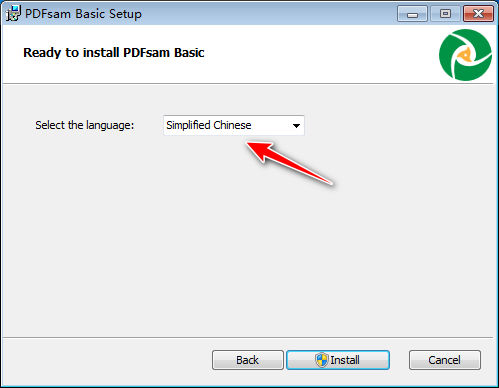 PDFsam Basic Setup
Ready to install PDFsam Basic
Select the language: Simplified Chinese
Back Install Cancel